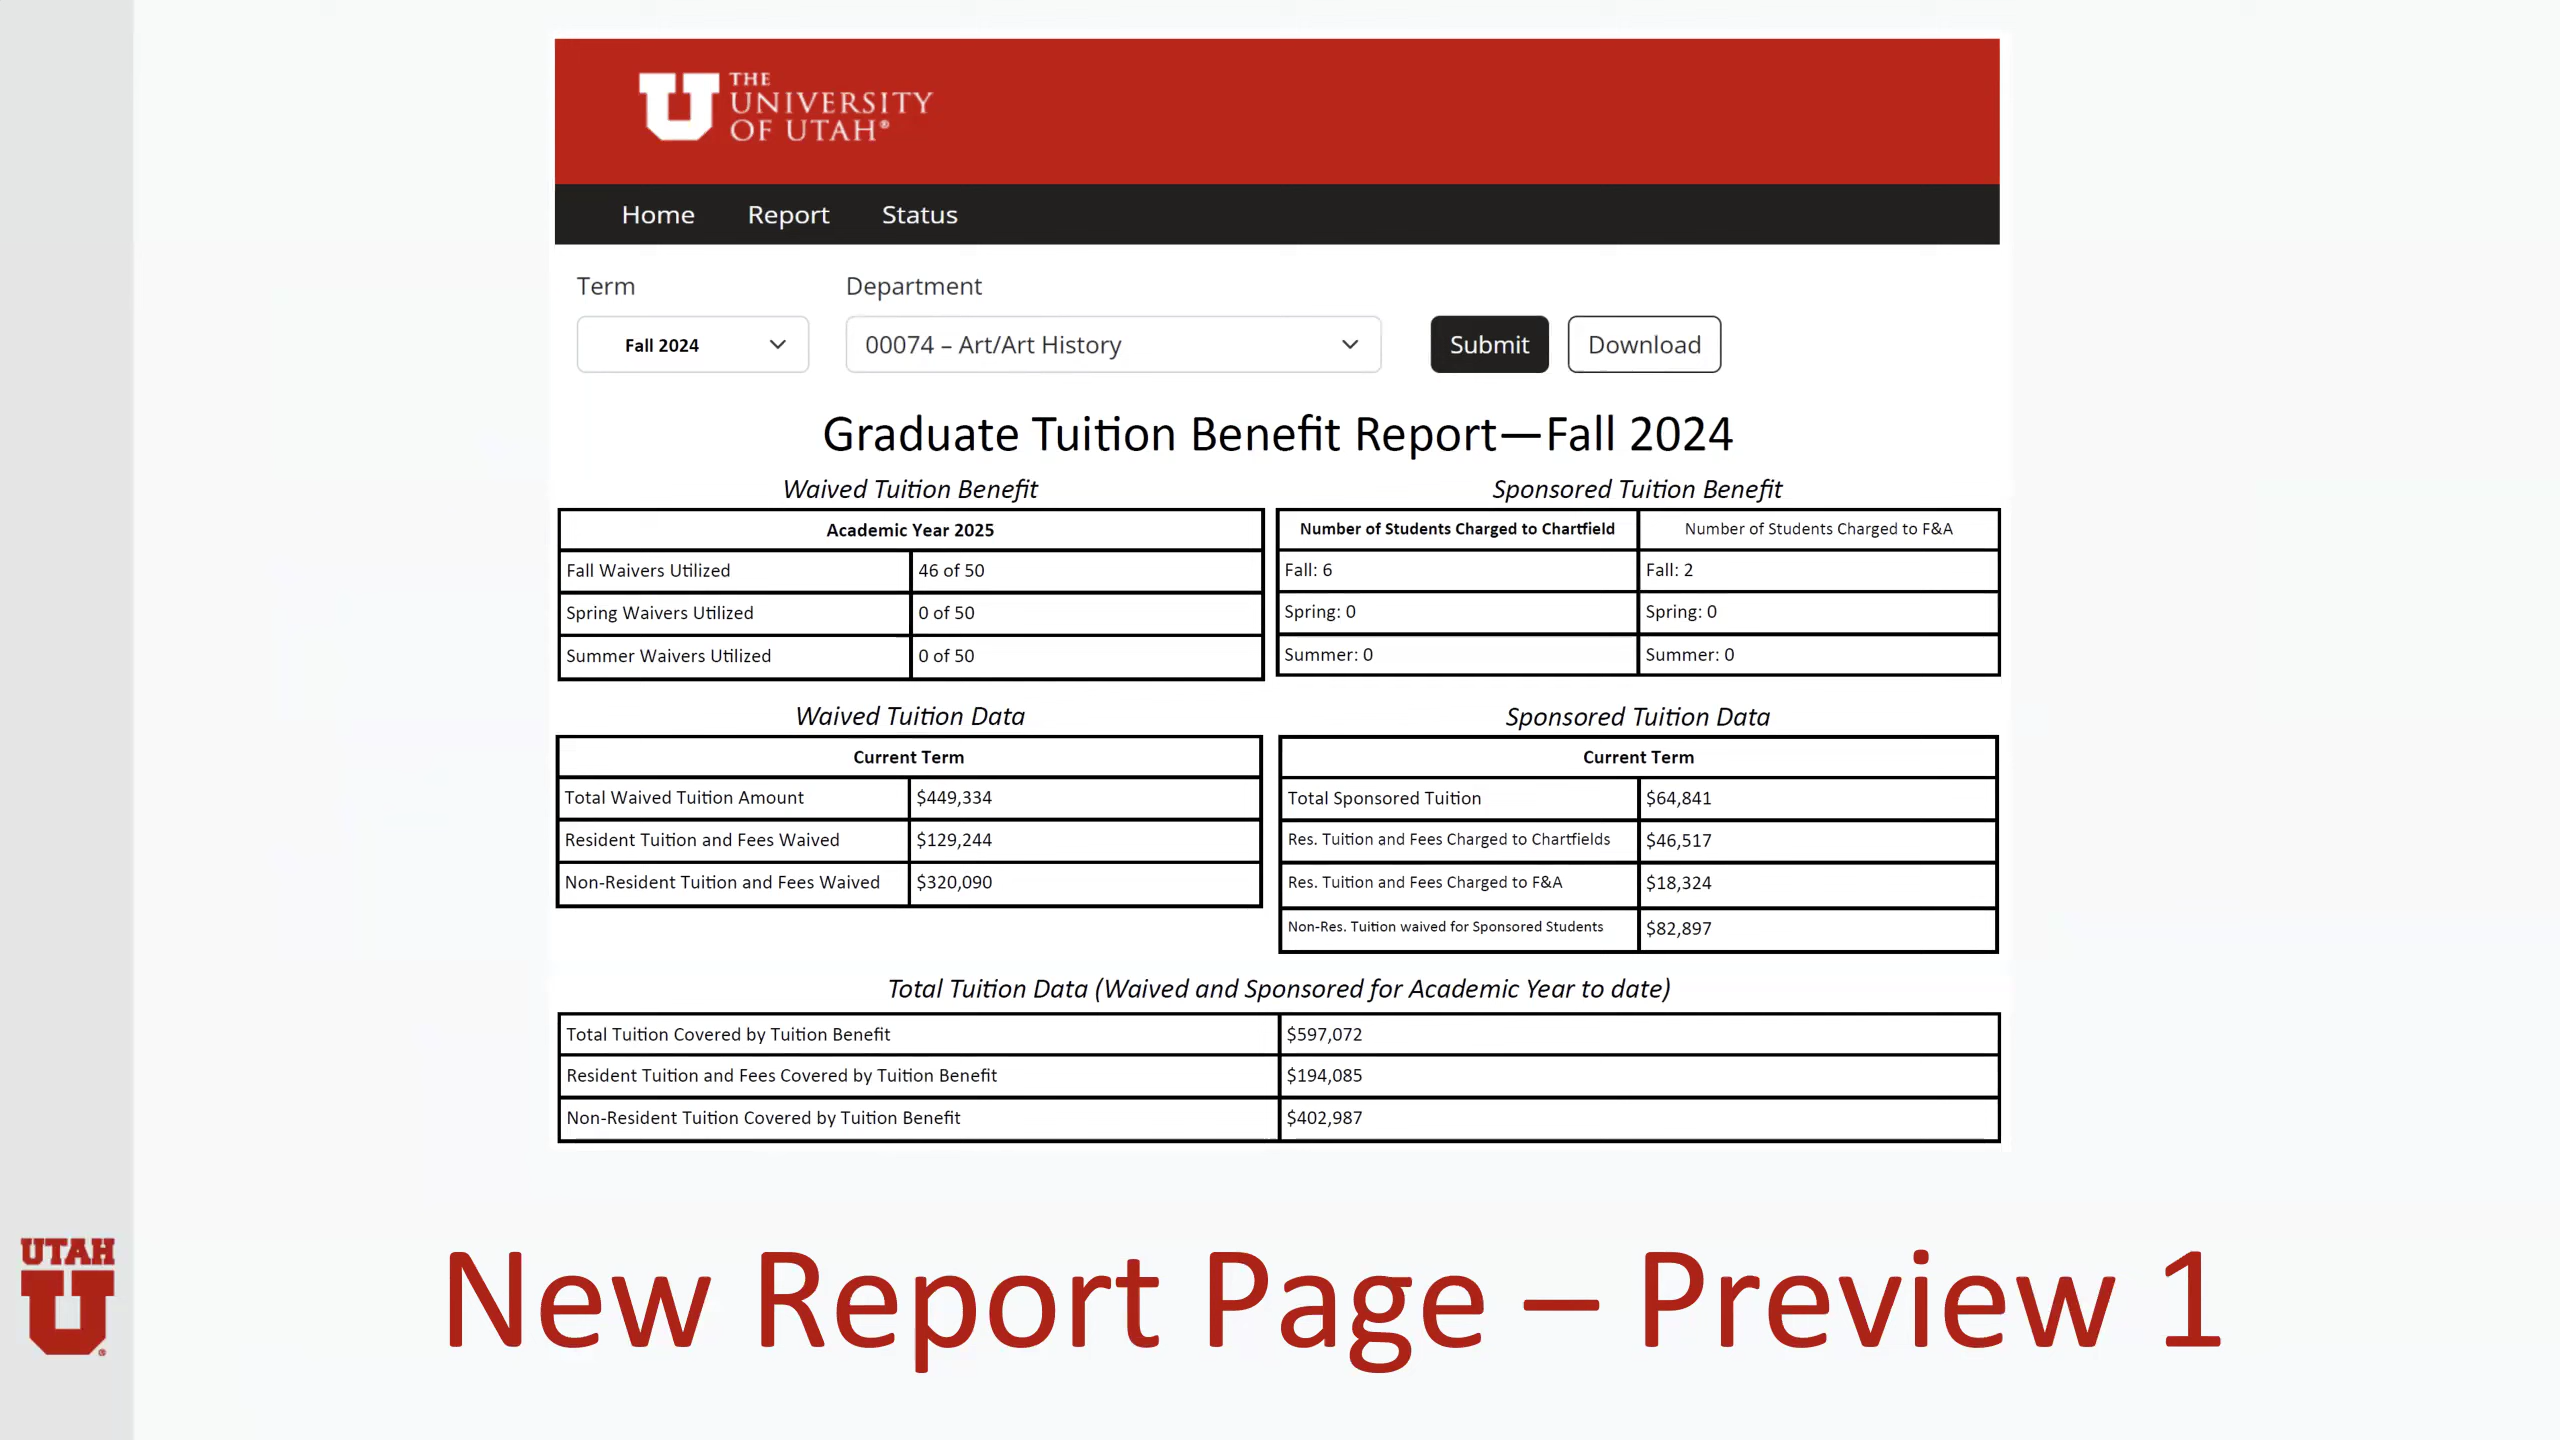 THE
UNIVERSITY
OF UTAH®
Home Report Status
Term Department
Fall 2024 00074 – Art/Art History Submit Download
Graduate Tuition Benefit Report—Fall 2024
Waived Tuition Benefit
Academic Year 2025
Fall Waivers Utilized 46 of 50
Spring Waivers Utilized 0 of 50
Summer Waivers Utilized 0 of 50
Sponsored Tuition Benefit
Number of Students Charged to Chartfield Number of Students Charged to F&A
Fall: 6 Fall: 2
Spring: 0 Spring: 0
Summer: 0 Summer: 0
Waived Tuition Data
Current Term
Total Waived Tuition Amount $449,334
Resident Tuition and Fees Waived $129,244
Non-Resident Tuition and Fees Waived $320,090
Sponsored Tuition Data
Current Term
Total Sponsored Tuition $64,841
Res. Tuition and Fees Charged to Chartfields $46,517
Res. Tuition and Fees Charged to F&A $18,324
Non-Res. Tuition waived for Sponsored Students $82,897
Total Tuition Data (Waived and Sponsored for Academic Year to date)
Total Tuition Covered by Tuition Benefit $597,072
Resident Tuition and Fees Covered by Tuition Benefit $194,085
Non-Resident Tuition Covered by Tuition Benefit $402,987
UTAH
U®
New Report Page – Preview 1